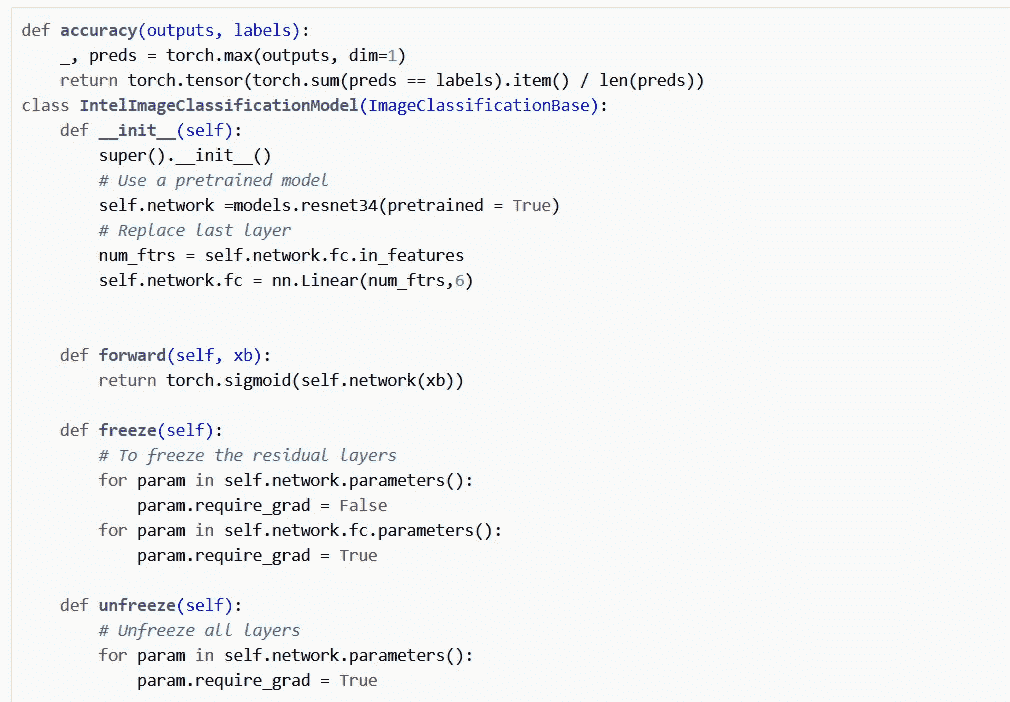 def accuracy(outputs, labels):
    _, preds = torch.max(outputs, dim=1)
    return torch.tensor(torch.sum(preds == labels).item() / len(preds))
class IntelImageClassificationModel(ImageClassificationBase):
    def __init__(self):
        super().__init__()
        # Use a pretrained model
        self.network =models.resnet34(pretrained = True)
        # Replace last layer
        num_ftrs = self.network.fc.in_features
        self.network.fc = nn.Linear(num_ftrs,6)
    def forward(self, xb):
        return torch.sigmoid(self.network(xb))
    def freeze(self):
        # To freeze the residual layers
        for param in self.network.parameters():
            param.require_grad = False
        for param in self.network.fc.parameters():
            param.require_grad = True
    def unfreeze(self):
        # Unfreeze all layers
        for param in self.network.parameters():
            param.require_grad = True